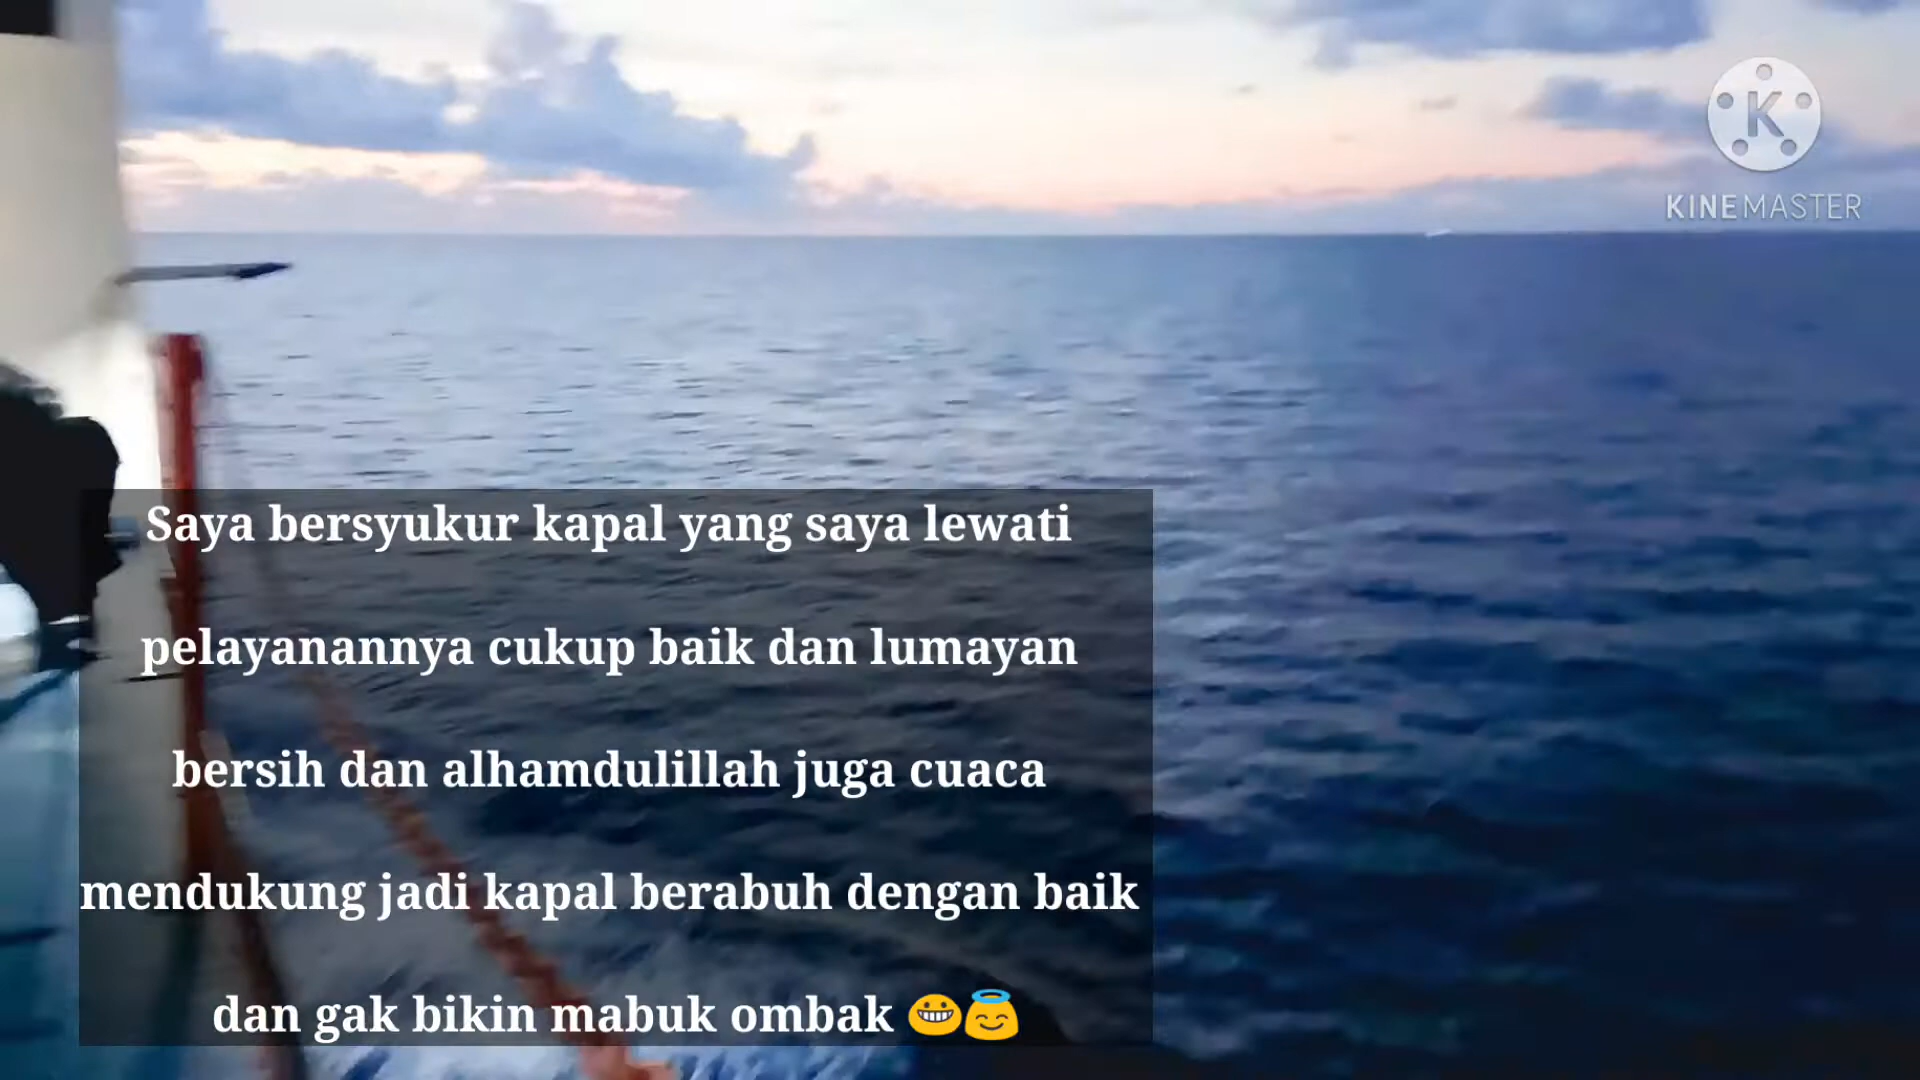 K
KINEMASTER
Saya bersyukur kapal yang saya lewati
pelayanannya cukup baik dan lumayan
bersih dan alhamdulillah juga cuaca
mendukung jadi kapal berabuh dengan baik
dan gak bikin mabuk ombak 😀😇